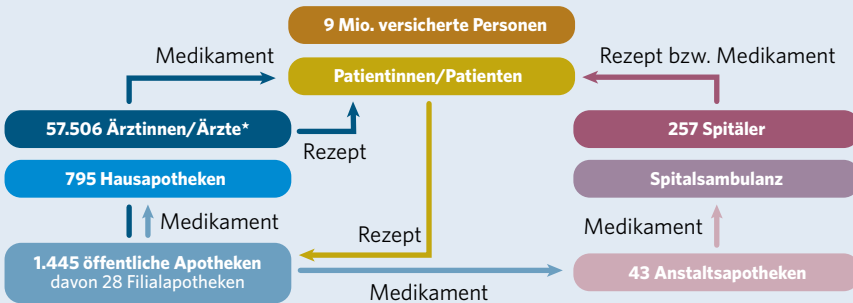 9 Mio. versicherte Personen
Medikament
Patientinnen/Patienten
Rezept bzw. Medikament
57.506 Ärztinnen/Ärzte*
Rezept
257 Spitäler
795 Hausapotheken
Spitalsambulanz
Medikament
Rezept
Medikament
1.445 öffentliche Apotheken
davon 28 Filialapotheken
Medikament
43 Anstaltsapotheken